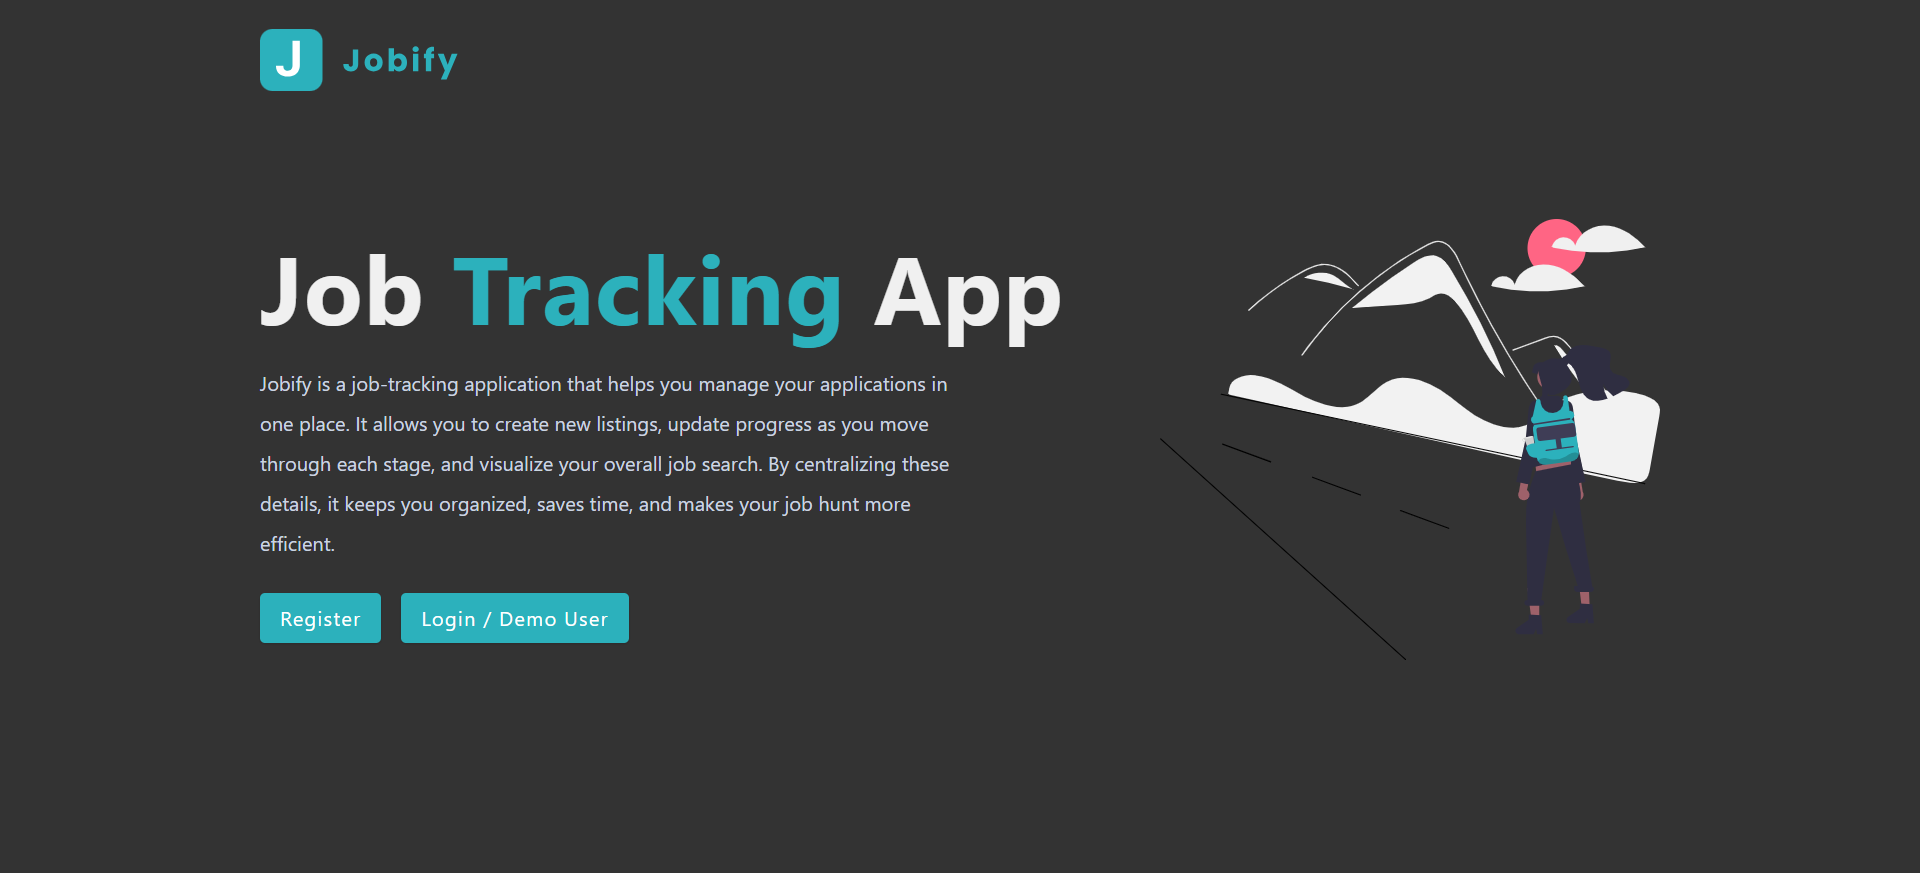 J Jobify
Job Tracking App
Jobify is a job-tracking application that helps you manage your applications in
one place. It allows you to create new listings, update progress as you move
through each stage, and visualize your overall job search. By centralizing these
details, it keeps you organized, saves time, and makes your job hunt more
efficient.
Register
Login / Demo User